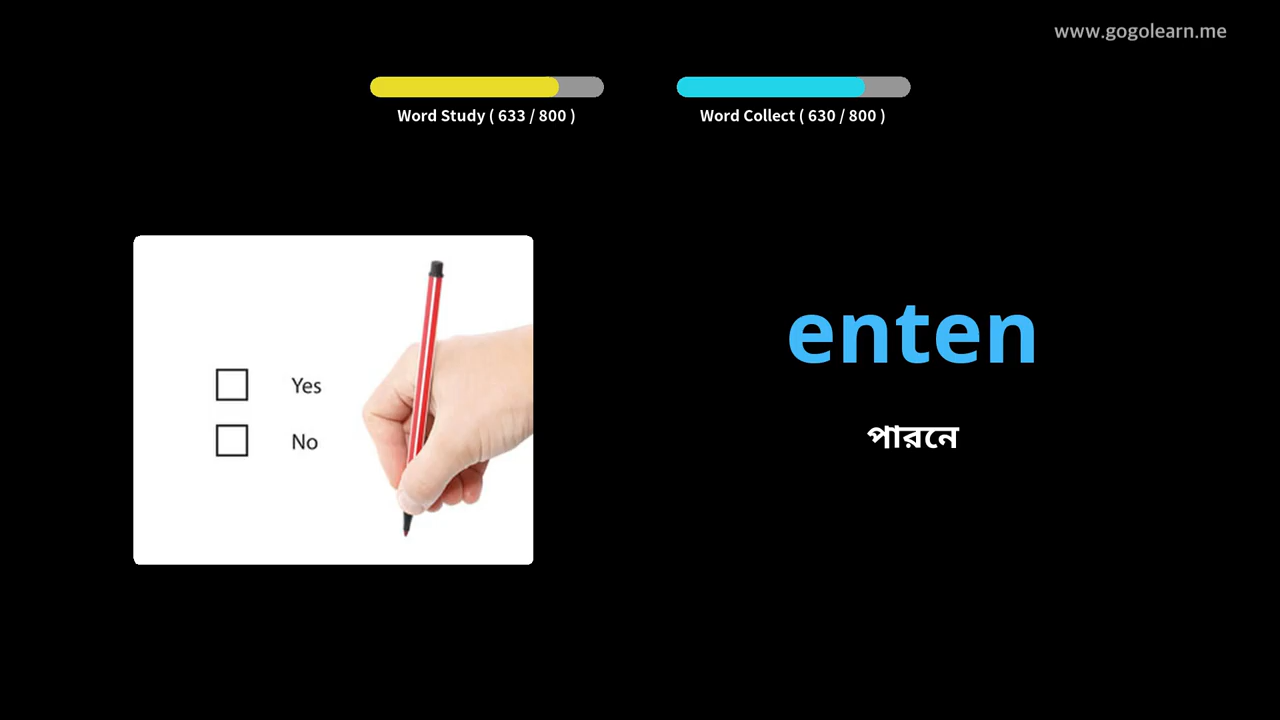 www.gogolearn.me
Word Study ( 633 / 800 )
Word Collect ( 630 / 800 )
enten
পারনে
Yes
No